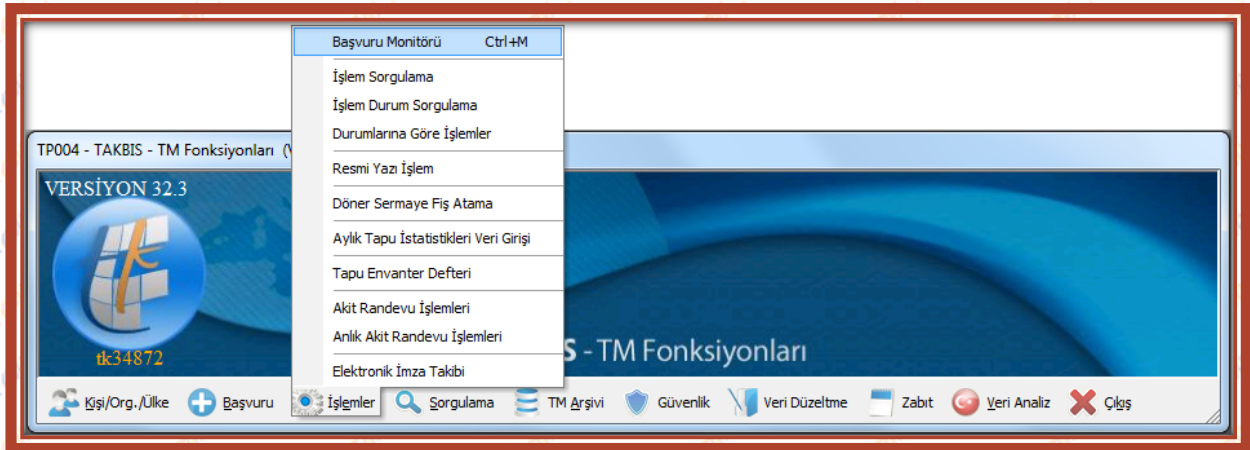 Başvuru Monitörü Ctrl+M
İşlem Sorgulama
İşlem Durum Sorgulama
Durumlarına Göre İşlemler
Resmi Yazı İşlem
Döner Sermaye Fiş Atama
Aylık Tapu İstatistikleri Veri Girişi
Tapu Envanter Defteri
Akit Randevu İşlemleri
Anlık Akit Randevu İşlemleri
Elektronik İmza Takibi
TP004 - TAKBIS - TM Fonksiyonları (V
VERSİYON 32.3
tk34872
S - TM Fonksiyonları
Kişi/Org./Ülke Başvuru İşlemler Sorgulama TM Arşivi Güvenlik Veri Düzeltme Zabıt Veri Analiz Çıkış